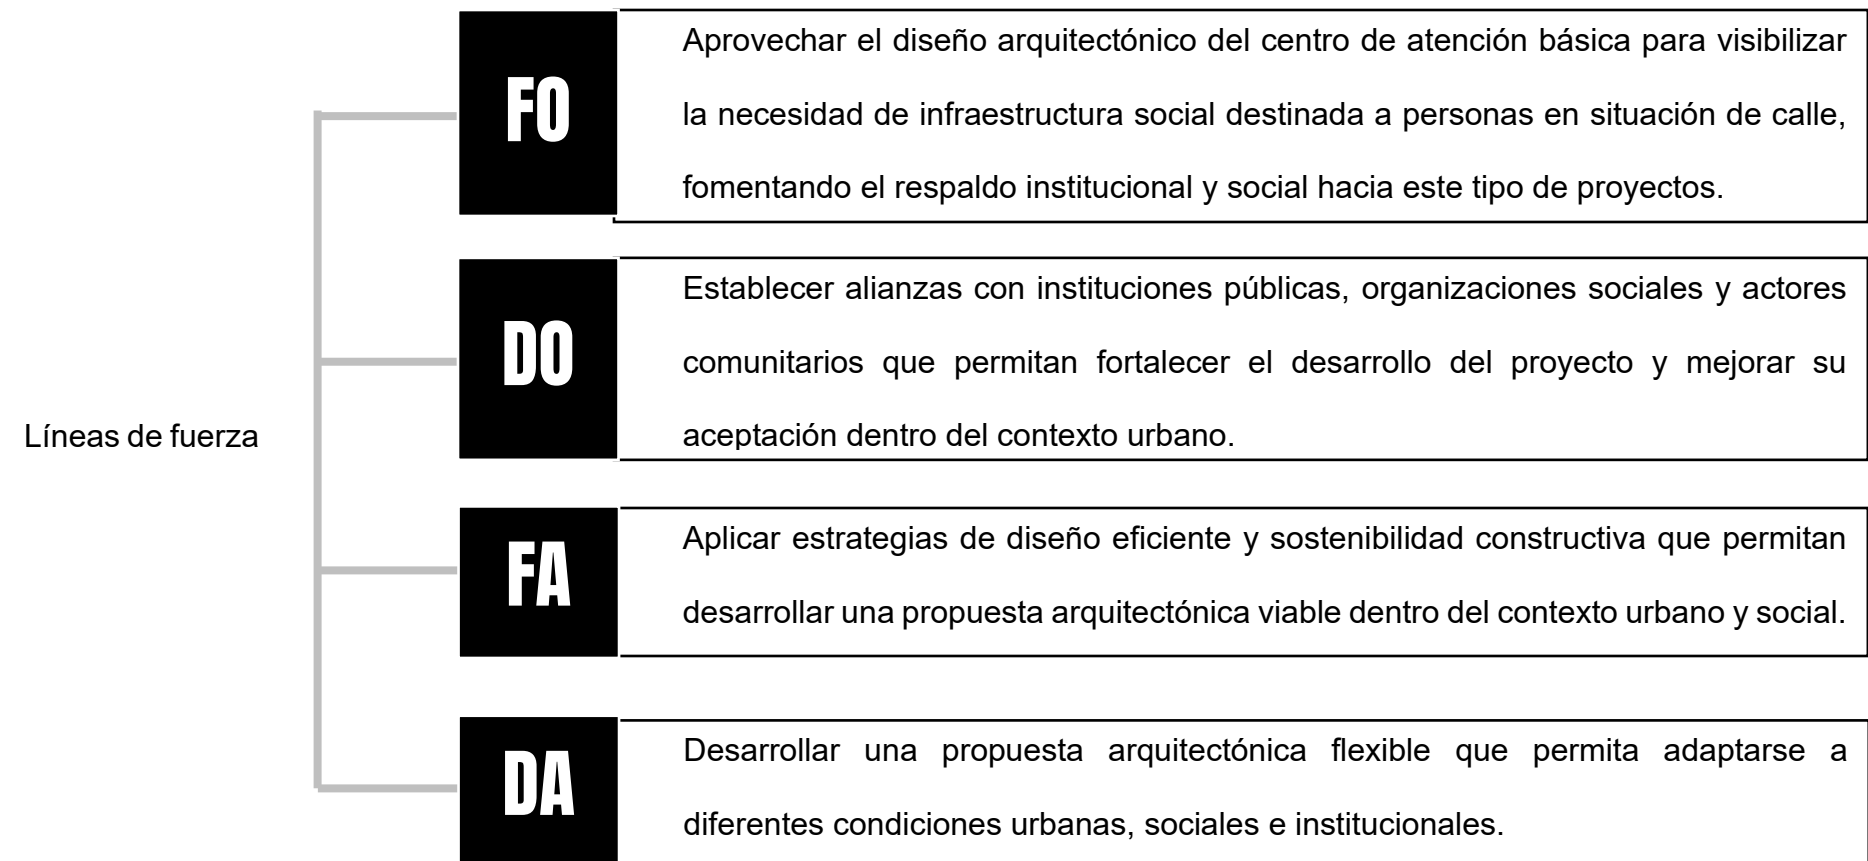 Líneas de fuerza
FO
Aprovechar el diseño arquitectónico del centro de atención básica para visibilizar
la necesidad de infraestructura social destinada a personas en situación de calle,
fomentando el respaldo institucional y social hacia este tipo de proyectos.
DO
Establecer alianzas con instituciones públicas, organizaciones sociales y actores
comunitarios que permitan fortalecer el desarrollo del proyecto y mejorar su
aceptación dentro del contexto urbano.
FA
Aplicar estrategias de diseño eficiente y sostenibilidad constructiva que permitan
desarrollar una propuesta arquitectónica viable dentro del contexto urbano y social.
DA
Desarrollar una propuesta arquitectónica flexible que permita adaptarse a
diferentes condiciones urbanas, sociales e institucionales.